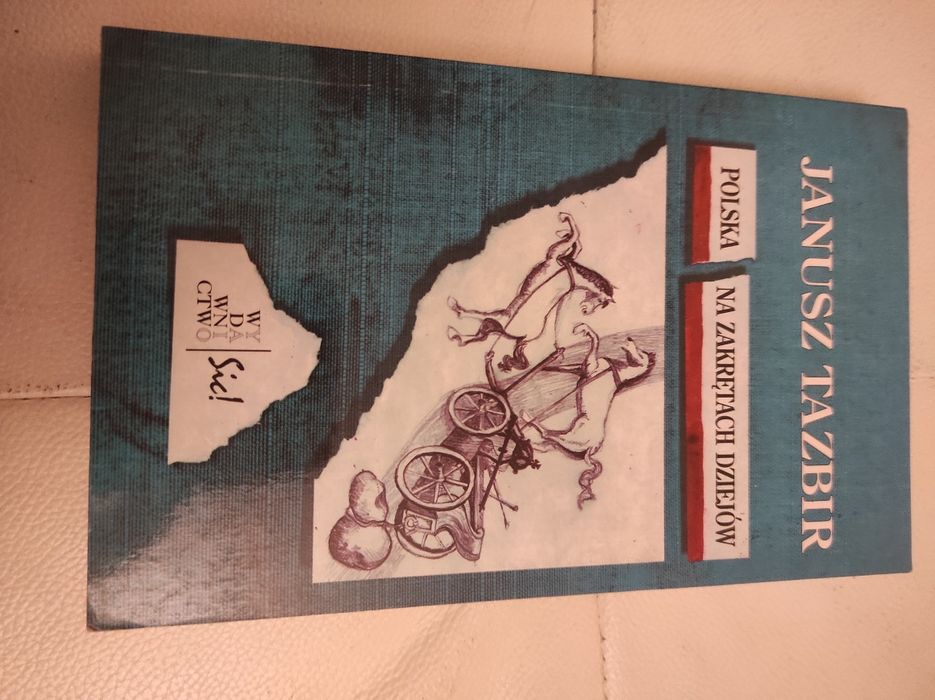 JANUSZ TAZBIR
POLSKA NA ZAKRĘTACH DZIEJÓW
WY
DA
WNI
CTWO
Sic!